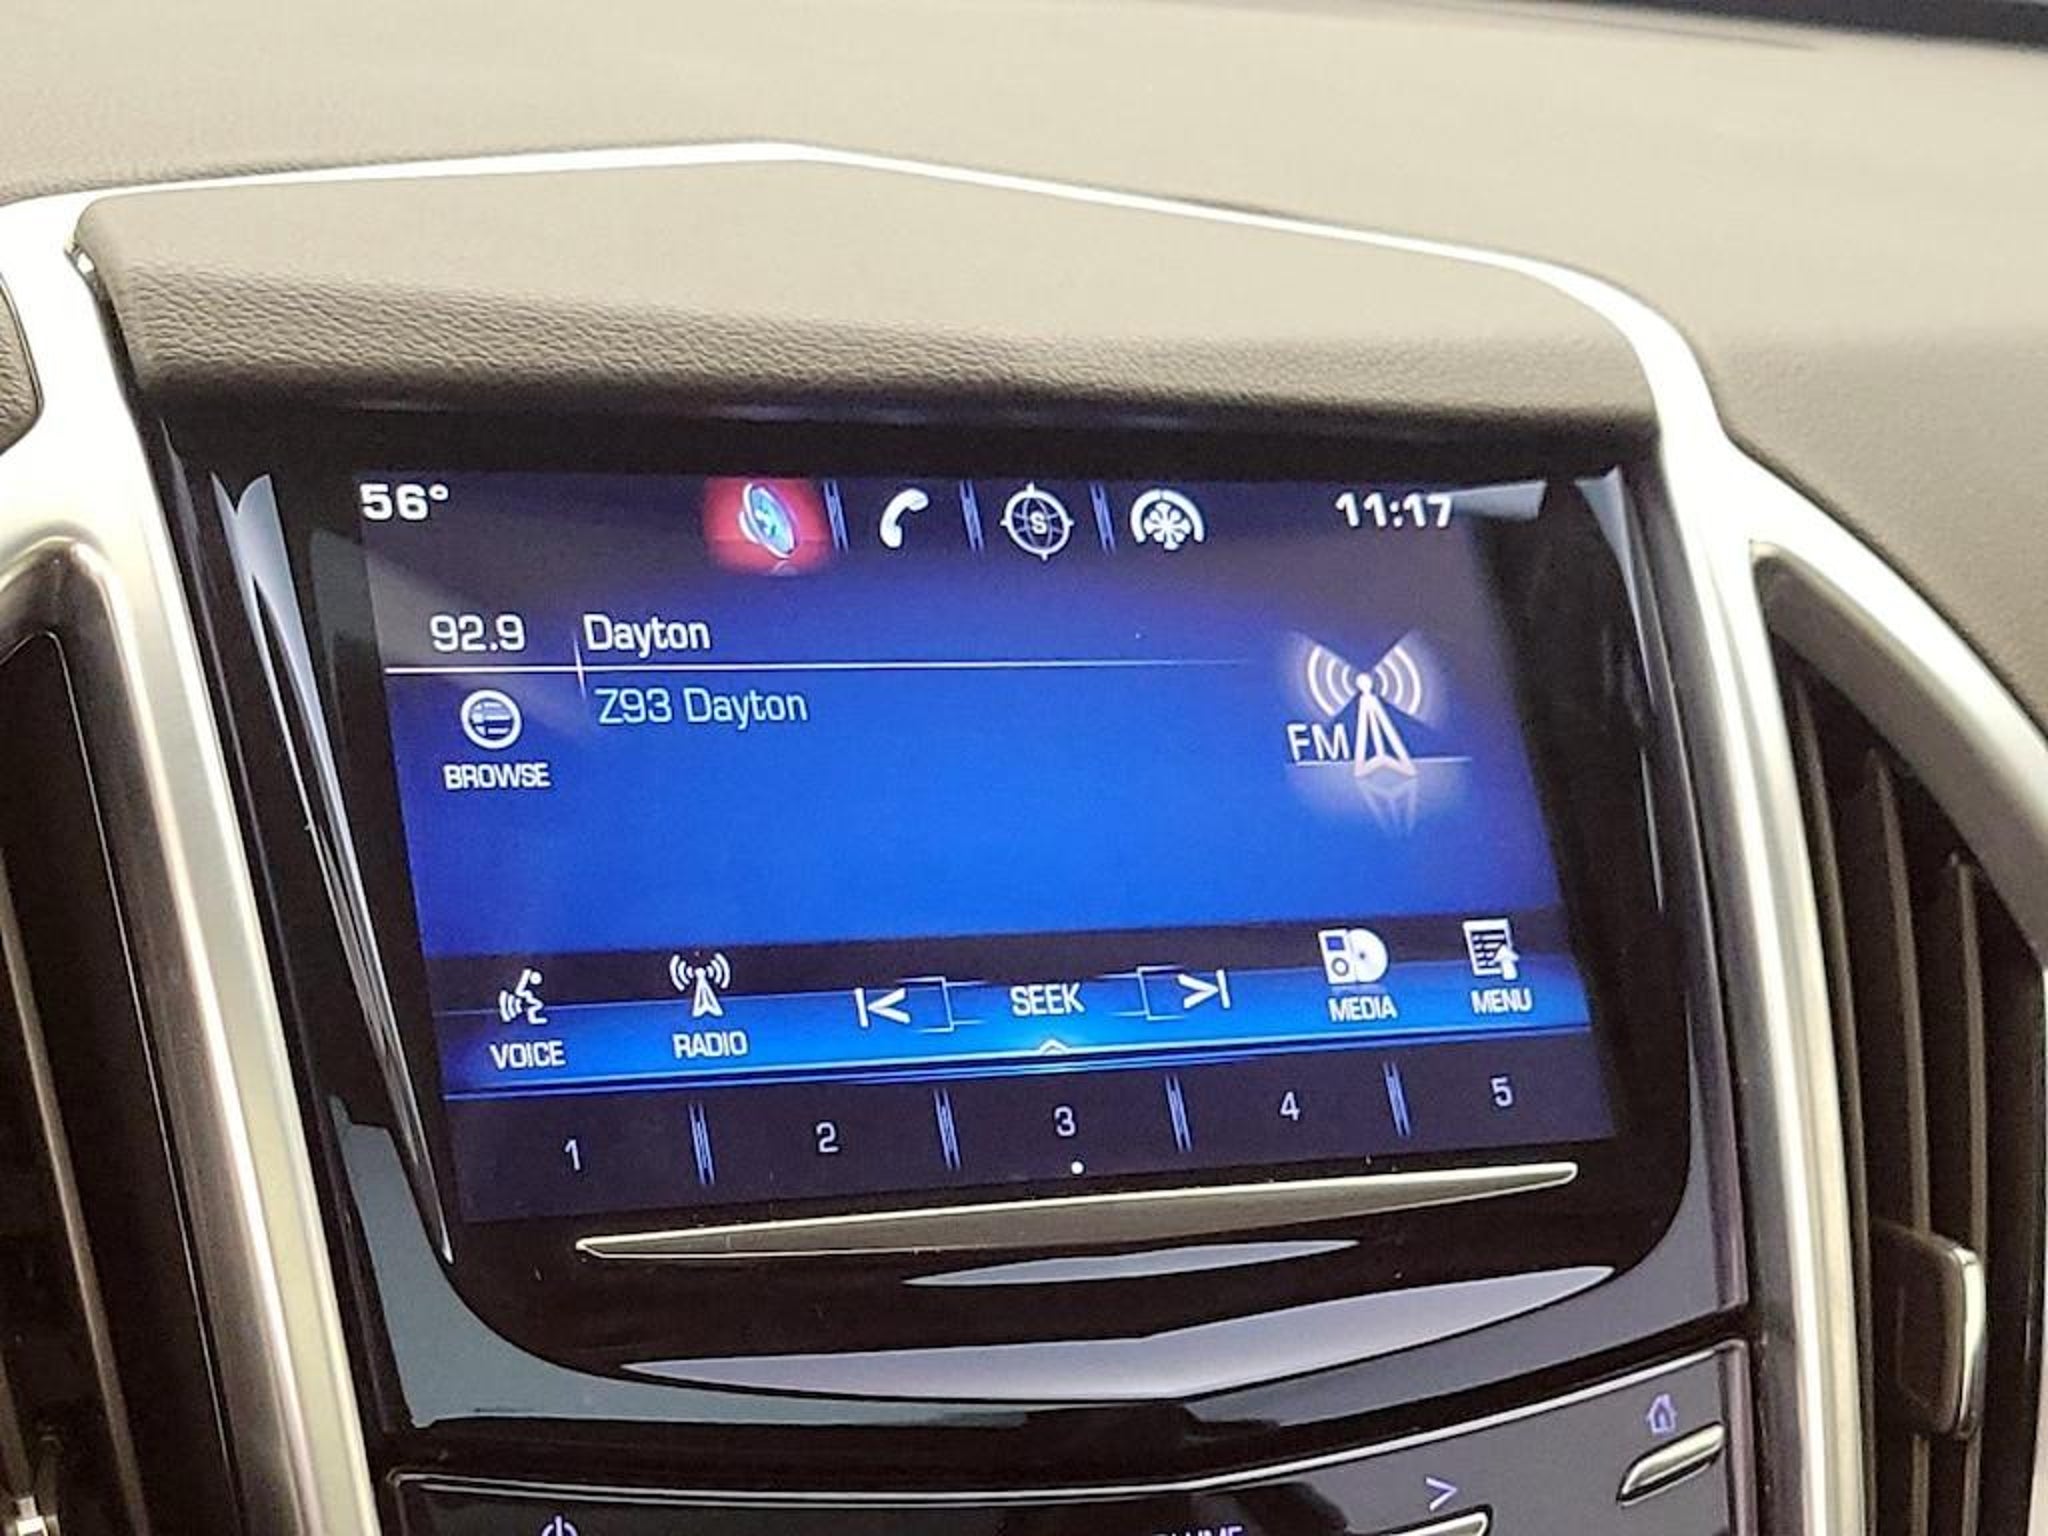 56° 11:17
92.9 Dayton
Z93 Dayton
FM
BROWSE
VOICE RADIO SEEK MEDIA MENU
1 2 3 4 5